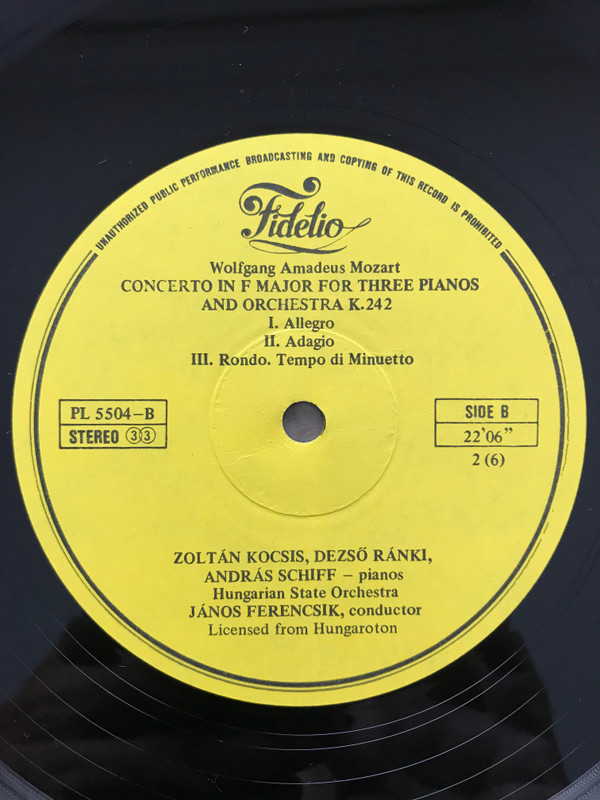 UNAUTHORIZED PUBLIC PERFORMANCE BROADCASTING AND COPYING OF THIS RECORD IS PROHIBITED
Fidelio
Wolfgang Amadeus Mozart
CONCERTO IN F MAJOR FOR THREE PIANOS
AND ORCHESTRA K.242
I. Allegro
II. Adagio
III. Rondo. Tempo di Minuetto
PL 5504-B
STEREO 33
SIDE B
22'06"
2 (6)
ZOLTÁN KOCSIS, DEZSŐ RÁNKI,
ANDRÁS SCHIFF – pianos
Hungarian State Orchestra
JÁNOS FERENCSIK, conductor
Licensed from Hungaroton